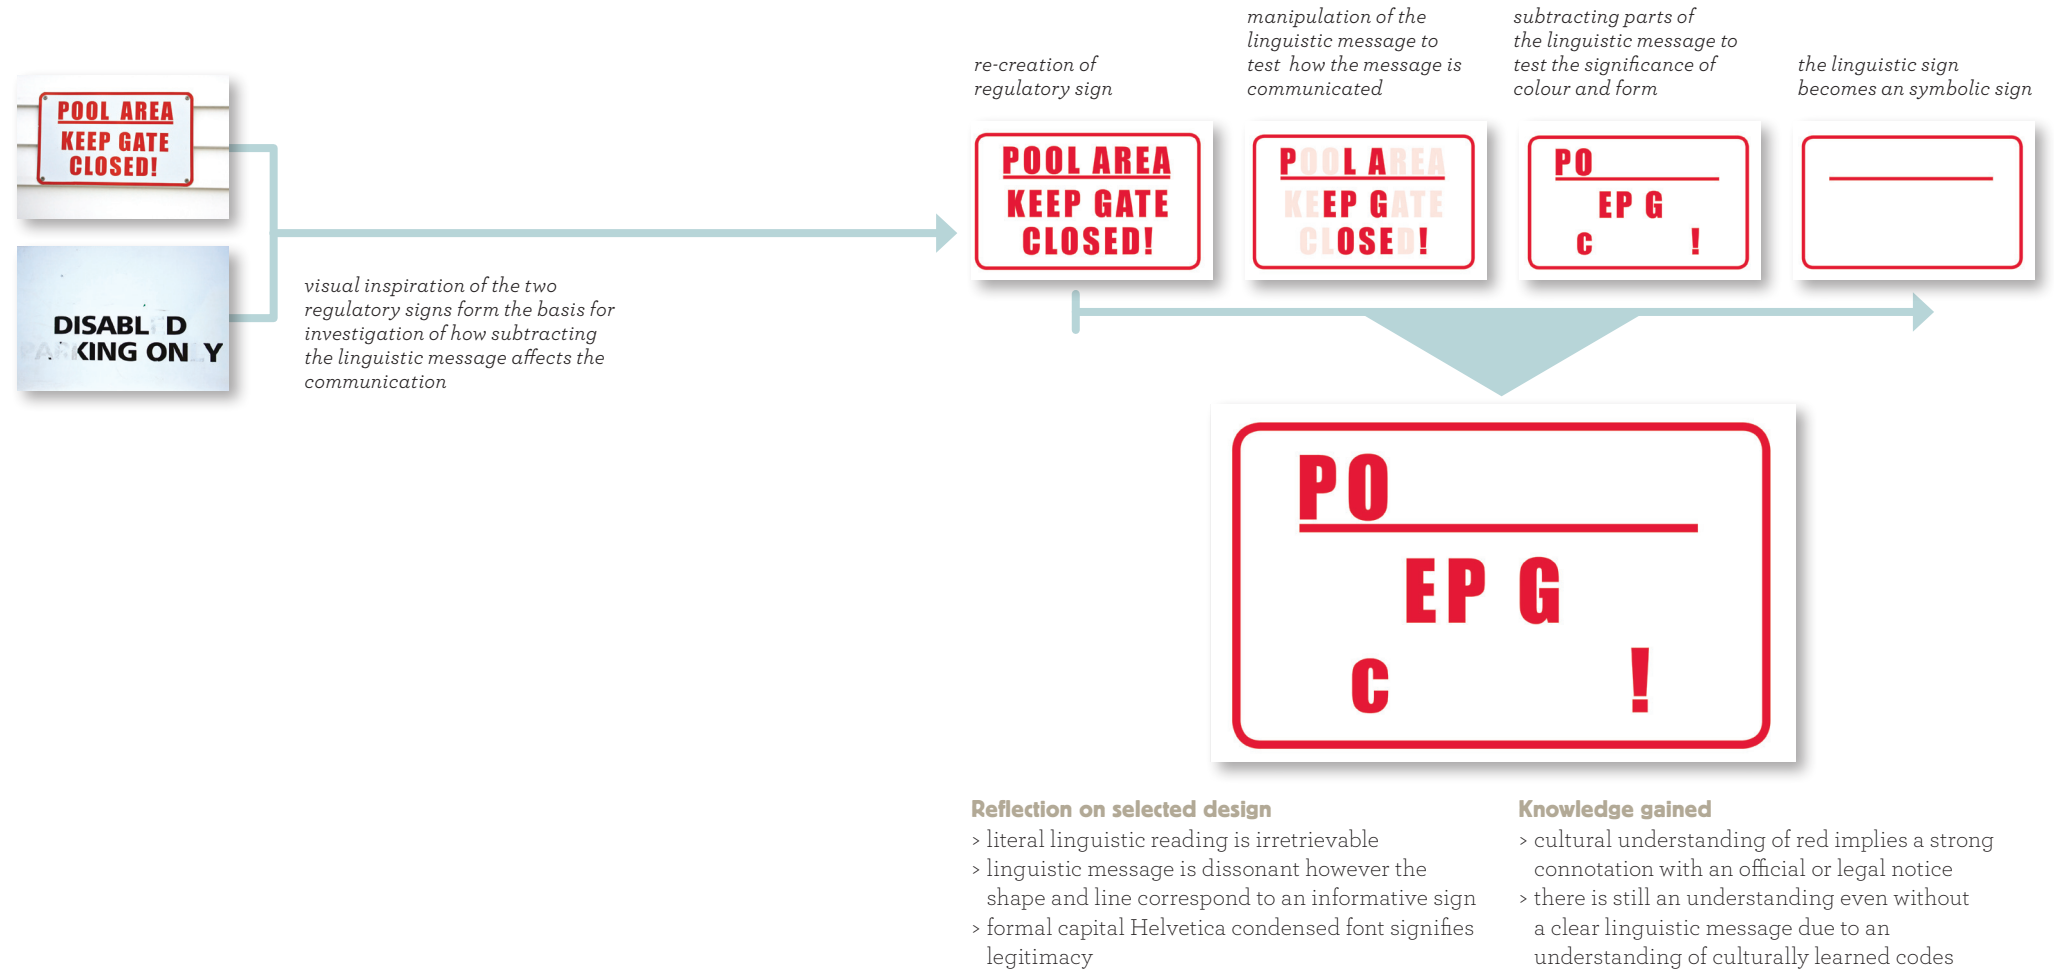 POOL AREA
KEEP GATE
CLOSED!
DISABL D
PARKING ON Y
visual inspiration of the two
regulatory signs form the basis for
investigation of how subtracting
the linguistic message affects the
communication
re-creation of
regulatory sign
POOL AREA
KEEP GATE
CLOSED!
manipulation of the
linguistic message to
test how the message is
communicated
POOL AREA
KEEP GATE
CLOSED!
subtracting parts of
the linguistic message to
test the significance of
colour and form
PO
EP G
C !
the linguistic sign
becomes an symbolic sign
PO
EP G
C !
Reflection on selected design
> literal linguistic reading is irretrievable
> linguistic message is dissonant however the
shape and line correspond to an informative sign
> formal capital Helvetica condensed font signifies
legitimacy
Knowledge gained
> cultural understanding of red implies a strong
connotation with an official or legal notice
> there is still an understanding even without
a clear linguistic message due to an
understanding of culturally learned codes